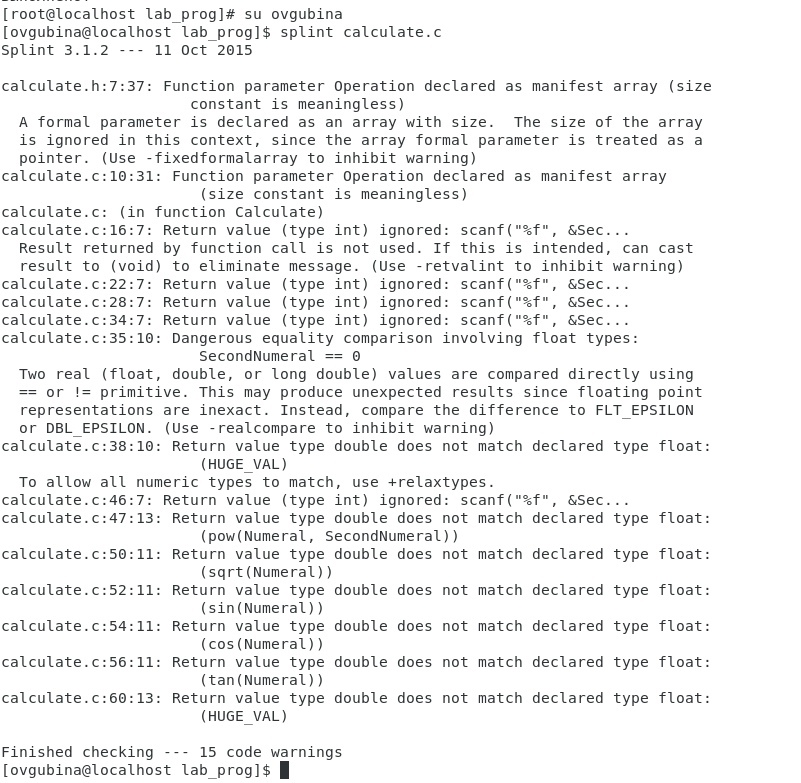 [root@localhost lab_prog]# su ovgubina
[ovgubina@localhost lab_prog]$ splint calculate.c
Splint 3.1.2 --- 11 Oct 2015
calculate.h:7:37: Function parameter Operation declared as manifest array (size
constant is meaningless)
A formal parameter is declared as an array with size.  The size of the array
is ignored in this context, since the array formal parameter is treated as a
pointer. (Use -fixedformalarray to inhibit warning)
calculate.c:10:31: Function parameter Operation declared as manifest array
(size constant is meaningless)
calculate.c: (in function Calculate)
calculate.c:16:7: Return value (type int) ignored: scanf("%f", &Sec...
Result returned by function call is not used. If this is intended, can cast
result to (void) to eliminate message. (Use -retvalint to inhibit warning)
calculate.c:22:7: Return value (type int) ignored: scanf("%f", &Sec...
calculate.c:28:7: Return value (type int) ignored: scanf("%f", &Sec...
calculate.c:34:7: Return value (type int) ignored: scanf("%f", &Sec...
calculate.c:35:10: Dangerous equality comparison involving float types:
SecondNumeral == 0
Two real (float, double, or long double) values are compared directly using
== or != primitive. This may produce unexpected results since floating point
representations are inexact. Instead, compare the difference to FLT_EPSILON
or DBL_EPSILON. (Use -realcompare to inhibit warning)
calculate.c:38:10: Return value type double does not match declared type float:
(HUGE_VAL)
To allow all numeric types to match, use +relaxtypes.
calculate.c:46:7: Return value (type int) ignored: scanf("%f", &Sec...
calculate.c:47:13: Return value type double does not match declared type float:
(pow(Numeral, SecondNumeral))
calculate.c:50:11: Return value type double does not match declared type float:
(sqrt(Numeral))
calculate.c:52:11: Return value type double does not match declared type float:
(sin(Numeral))
calculate.c:54:11: Return value type double does not match declared type float:
(cos(Numeral))
calculate.c:56:11: Return value type double does not match declared type float:
(tan(Numeral))
calculate.c:60:13: Return value type double does not match declared type float:
(HUGE_VAL)
Finished checking --- 15 code warnings
[ovgubina@localhost lab_prog]$